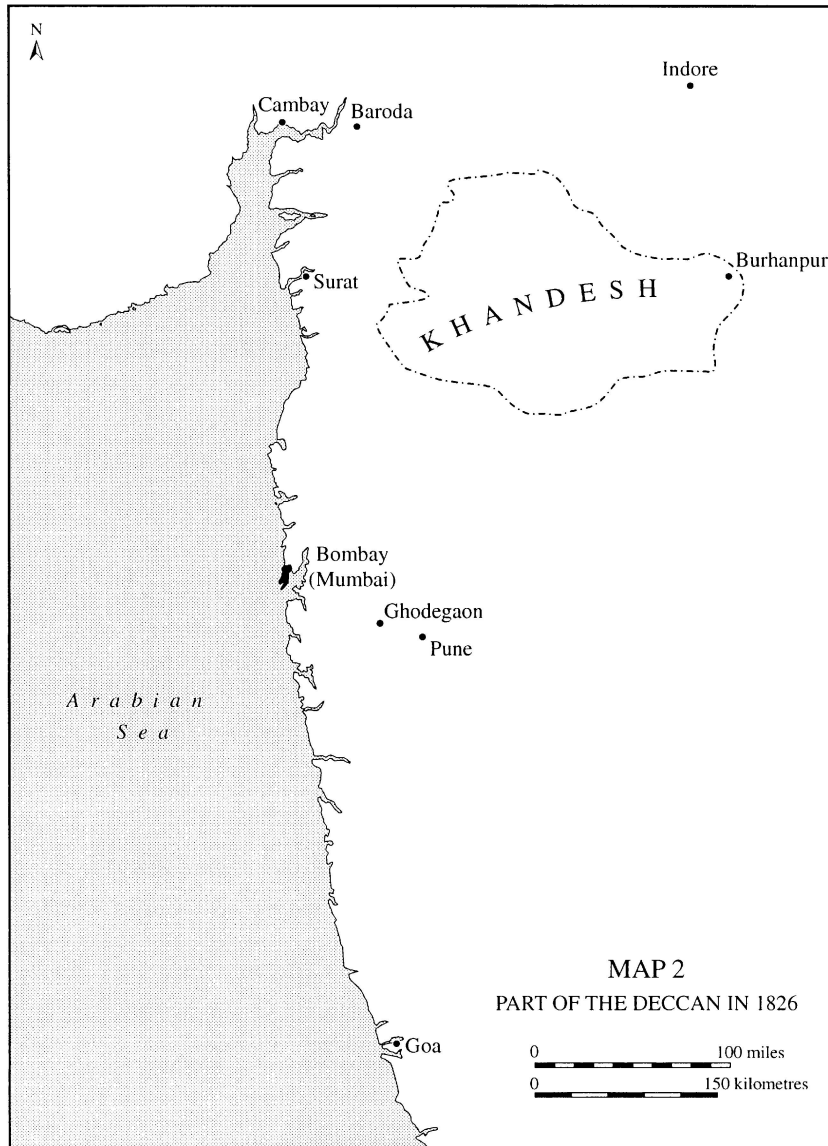 N
Indore
Cambay
Baroda
Burhanpur
Surat
KHANDESH
Bombay
(Mumbai)
Ghodegaon
Pune
Arabian
Sea
MAP 2
PART OF THE DECCAN IN 1826
Goa
0 100 miles
0 150 kilometres